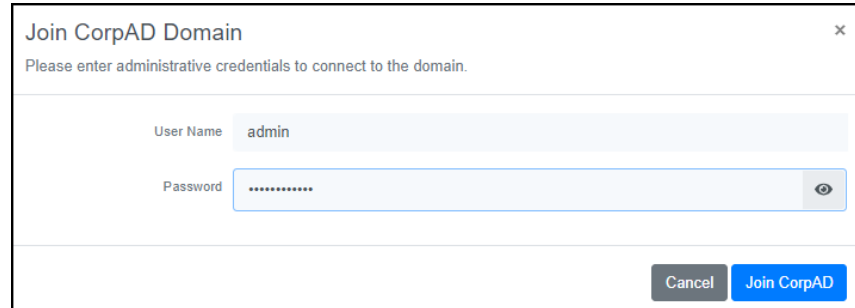 Join CorpAD Domain
×
Please enter administrative credentials to connect to the domain.
User Name admin
Password ••••••••••••
Cancel Join CorpAD